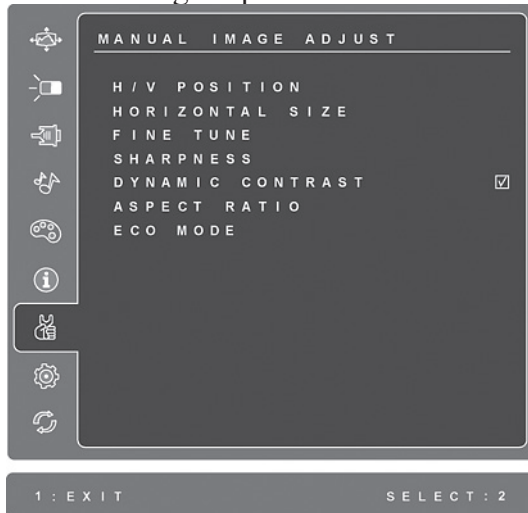 MANUAL IMAGE ADJUST
H/V POSITION
HORIZONTAL SIZE
FINE TUNE
SHARPNESS
DYNAMIC CONTRAST
ASPECT RATIO
ECO MODE
1:EXIT SELECT:2